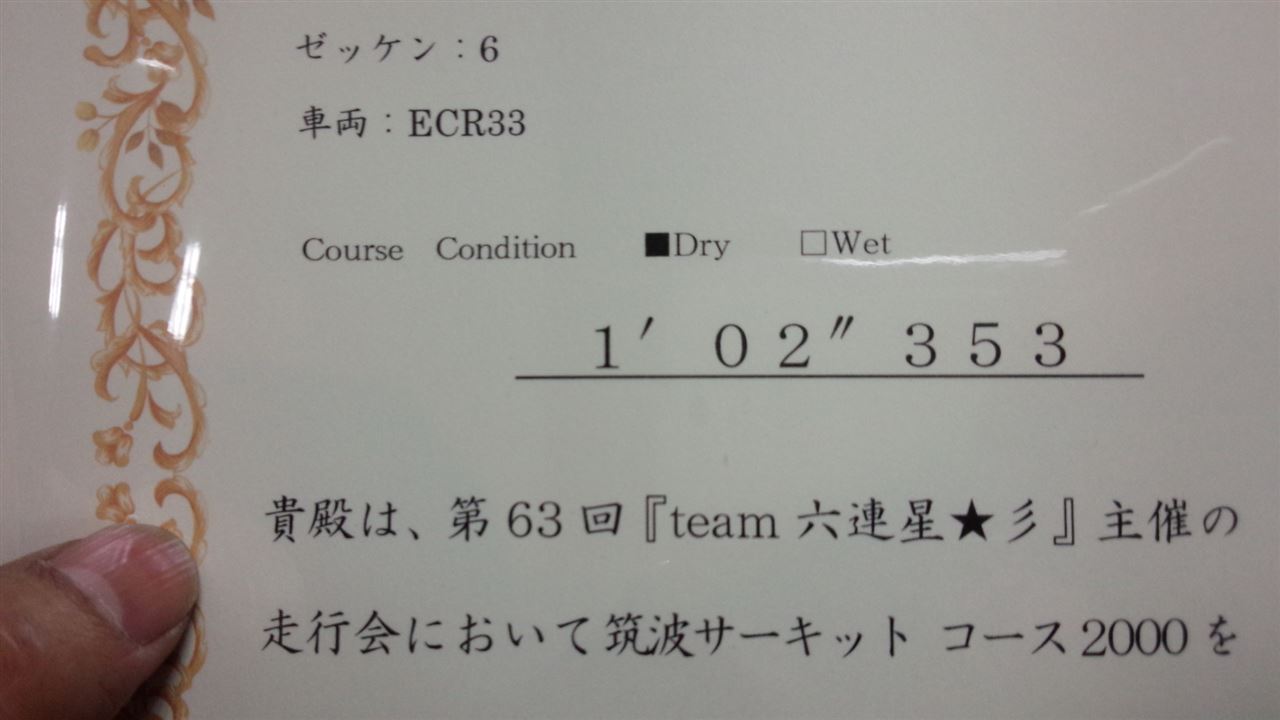 ゼッケン：6
車両：ECR33
Course Condition ■Dry □Wet
1′02″353
貴殿は、第63回『team 六連星★彡』主催の
走行会において筑波サーキット コース2000を